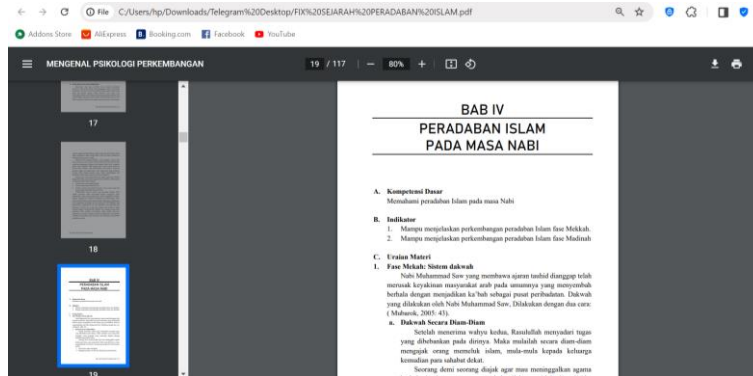 File C:/Users/hp/Downloads/Telegram%20Desktop/FIX%20SEJARAH%20PERADABAN%20ISLAM.pdf
Addons Store AliExpress Booking.com Facebook YouTube
MENGENAL PSIKOLOGI PERKEMBANGAN 19 / 117 80%
17
18
19
BAB IV
PERADABAN ISLAM
PADA MASA NABI
A. Kompetensi Dasar
Memahami peradaban Islam pada masa Nabi
B. Indikator
1. Mampu menjelaskan perkembangan peradaban Islam fase Mekkah.
2. Mampu menjelaskan perkembangan peradaban Islam fase Madinah
C. Uraian Materi
1. Fase Mekah: Sistem dakwah
Nabi Muhammad Saw yang membawa ajaran tauhid dianggap telah
merusak keyakinan masyarakat arab pada umumnya yang menyembah
berhala dengan menjadikan ka'bah sebagai pusat peribadatan. Dakwah
yang dilakukan oleh Nabi Muhammad Saw, Dilakukan dengan dua cara:
( Mubarok, 2005: 43).
a. Dakwah Secara Diam-Diam
Setelah menerima wahyu kedua, Rasulullah menyadari tugas
yang dibebankan pada dirinya. Maka mulailah secara diam-diam
mengajak orang memeluk islam, mula-mula kepada keluarga
kemudian para sahabat dekat.
Seorang demi seorang diajak agar mau meninggalkan agama